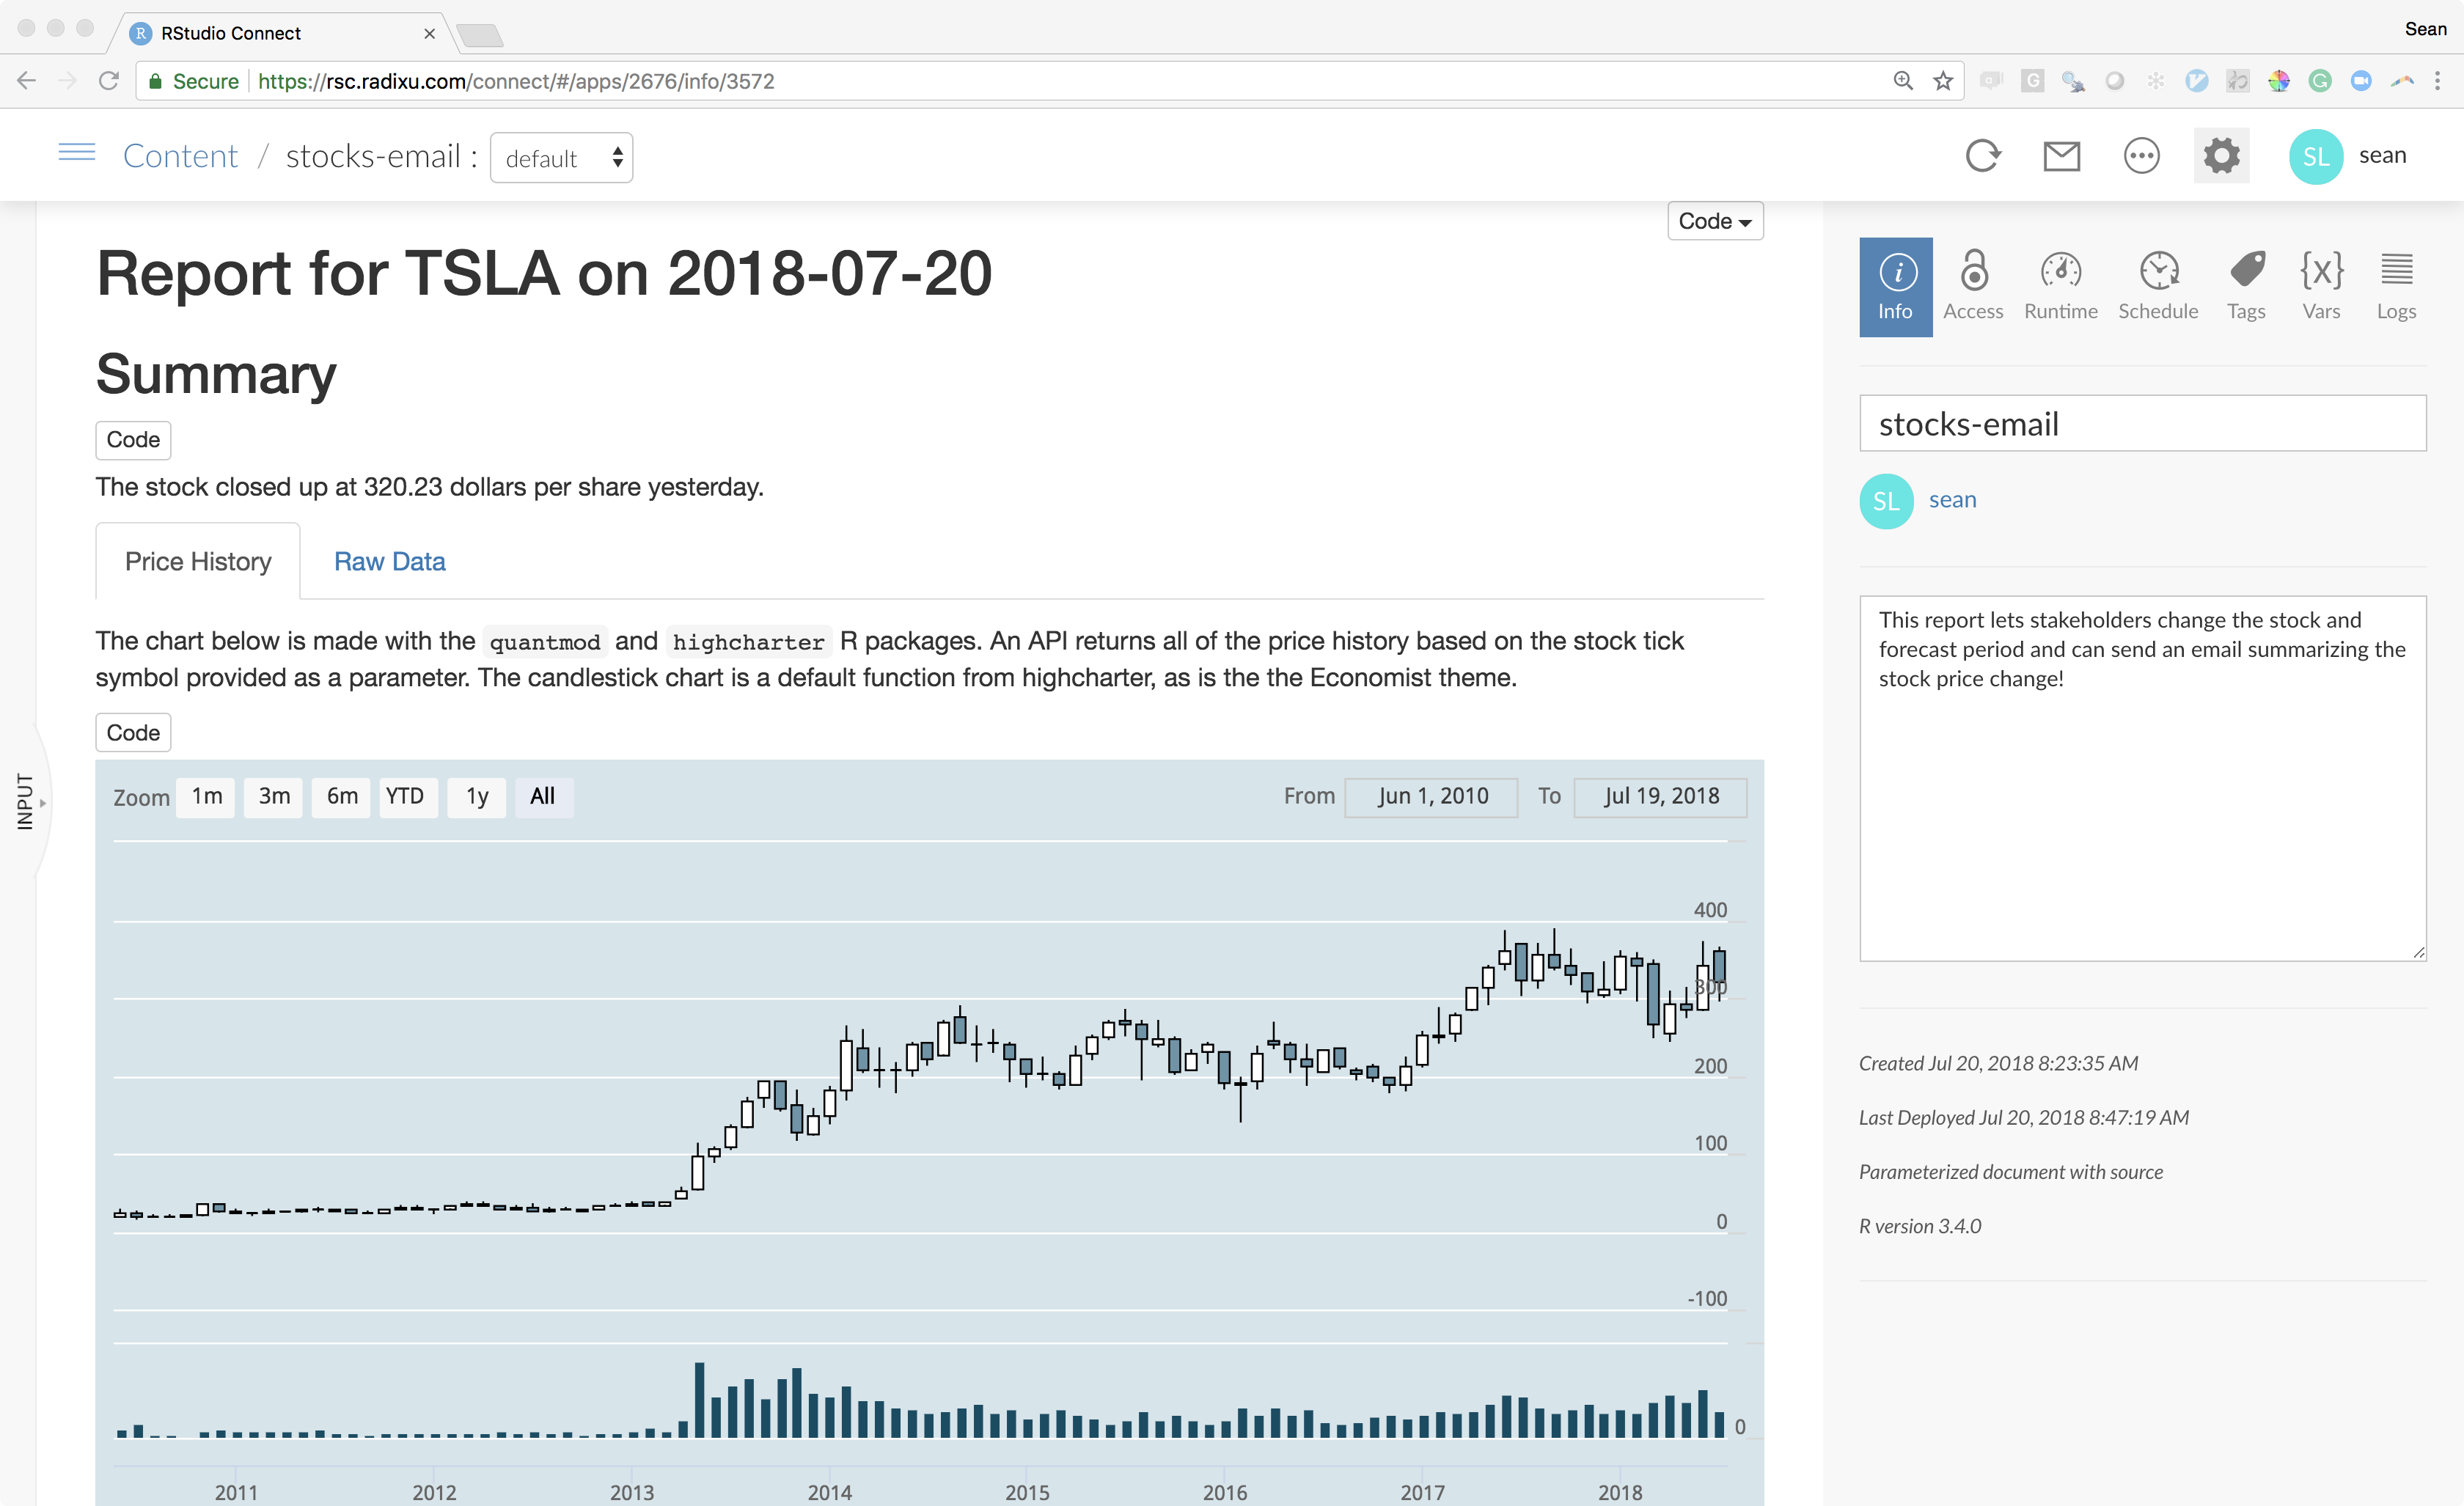 RStudio Connect
Sean
Secure https://rsc.radixu.com/connect/#/apps/2676/info/3572
Content / stocks-email : default
SL sean
Code
Report for TSLA on 2018-07-20
Summary
Code
The stock closed up at 320.23 dollars per share yesterday.
Price History Raw Data
The chart below is made with the quantmod and highcharter R packages. An API returns all of the price history based on the stock tick
symbol provided as a parameter. The candlestick chart is a default function from highcharter, as is the the Economist theme.
Code
INPUT
Zoom 1m 3m 6m YTD 1y All From Jun 1, 2010 To Jul 19, 2018
400
300
200
100
0
-100
0
2011 2012 2013 2014 2015 2016 2017 2018
Info Access Runtime Schedule Tags Vars Logs
stocks-email
SL sean
This report lets stakeholders change the stock and
forecast period and can send an email summarizing the
stock price change!
Created Jul 20, 2018 8:23:35 AM
Last Deployed Jul 20, 2018 8:47:19 AM
Parameterized document with source
R version 3.4.0